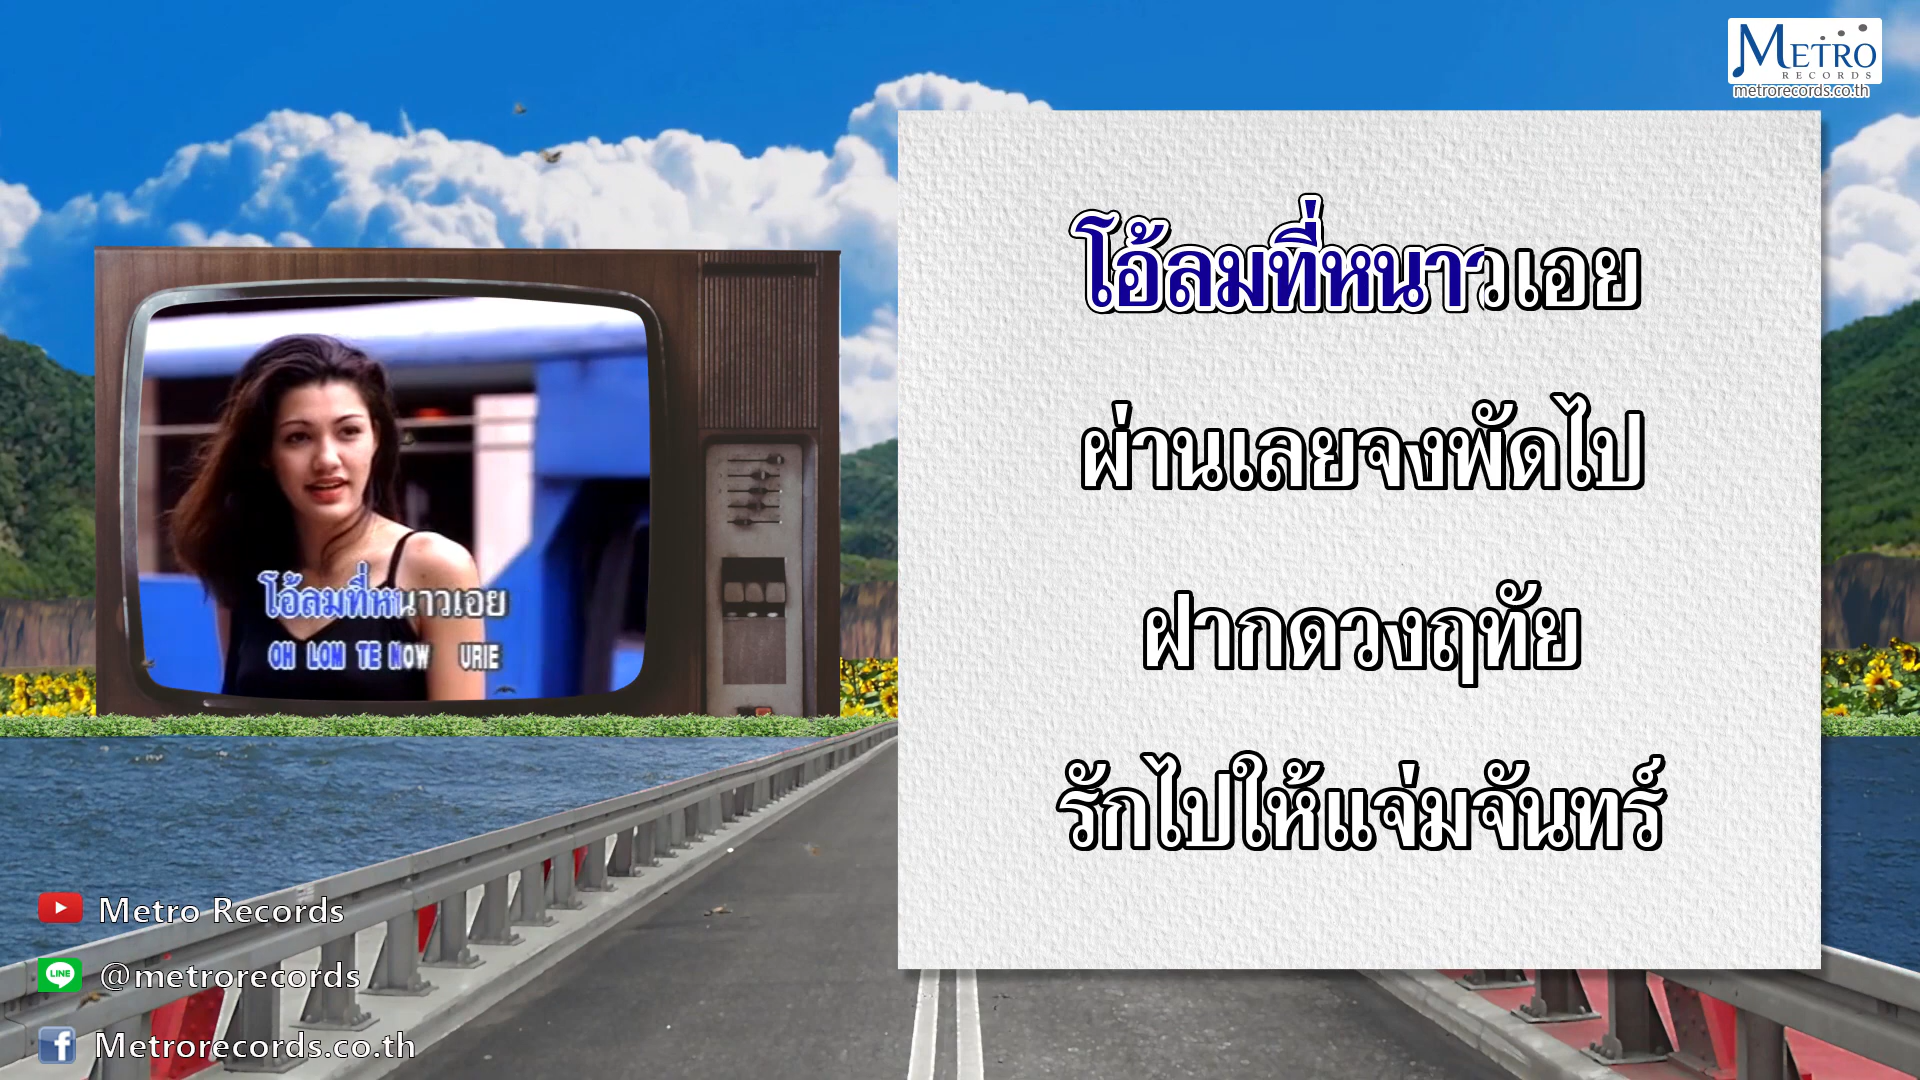 METRO
RECORDS
metrorecords.co.th
โอ้ลมที่หนาวเอย
ผ่านเลยจงพัดไป
ฝากดวงฤทัย
รักไปให้แจ่มจันทร์
โอ้ลมที่หนาวเอย
OH LOM TE NOW URIE
Metro Records
LINE
@metrorecords
f
Metrorecords.co.th